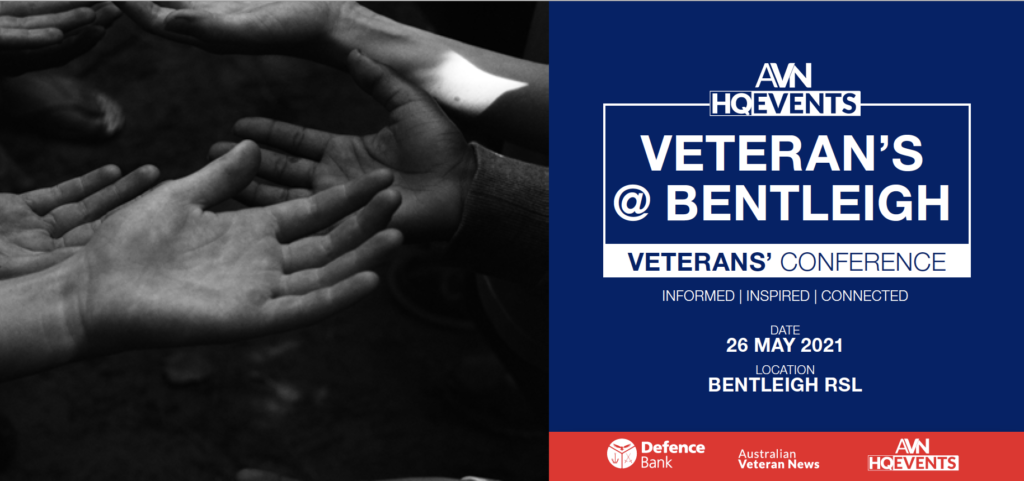 AVN
HQEVENTS
VETERAN'S
@ BENTLEIGH
VETERANS' CONFERENCE
INFORMED | INSPIRED | CONNECTED
DATE
26 MAY 2021
LOCATION
BENTLEIGH RSL
Defence
Bank
Australian
Veteran News
AVN
HQEVENTS